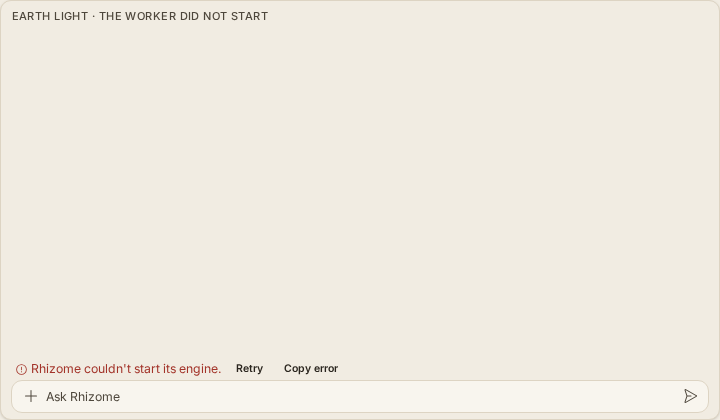 EARTH LIGHT · THE WORKER DID NOT START
Rhizome couldn't start its engine. Retry Copy error
Ask Rhizome